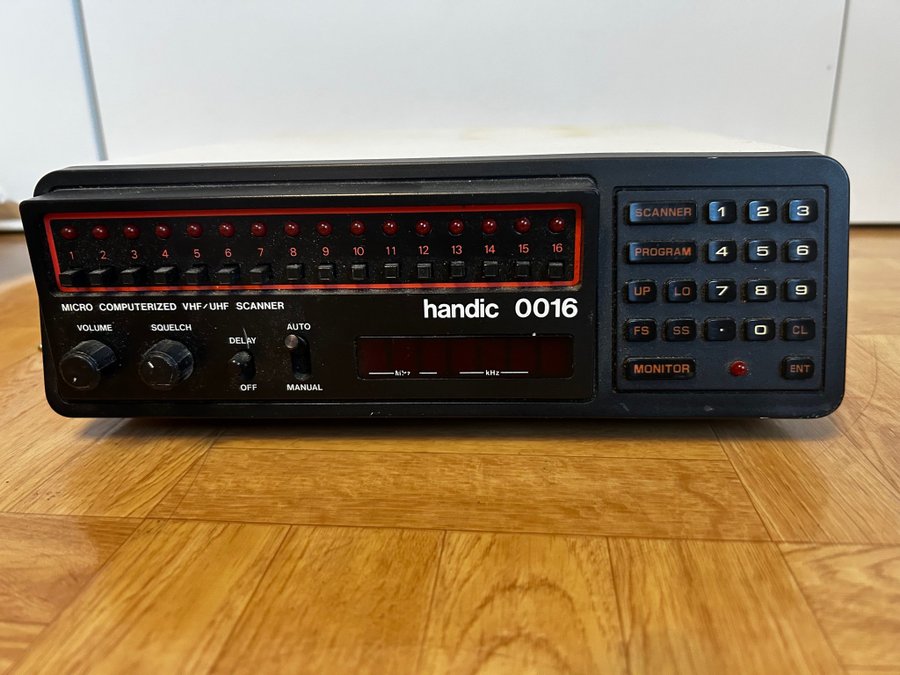 1 2 3 4 5 6 7 8 9 10 11 12 13 14 15 16
MICRO COMPUTERIZED VHF/UHF SCANNER
handic 0016
VOLUME SQUELCH DELAY AUTO
OFF MANUAL
MHz kHz
SCANNER 1 2 3
PROGRAM 4 5 6
UP LO 7 8 9
FS SS · 0 CL
MONITOR ENT